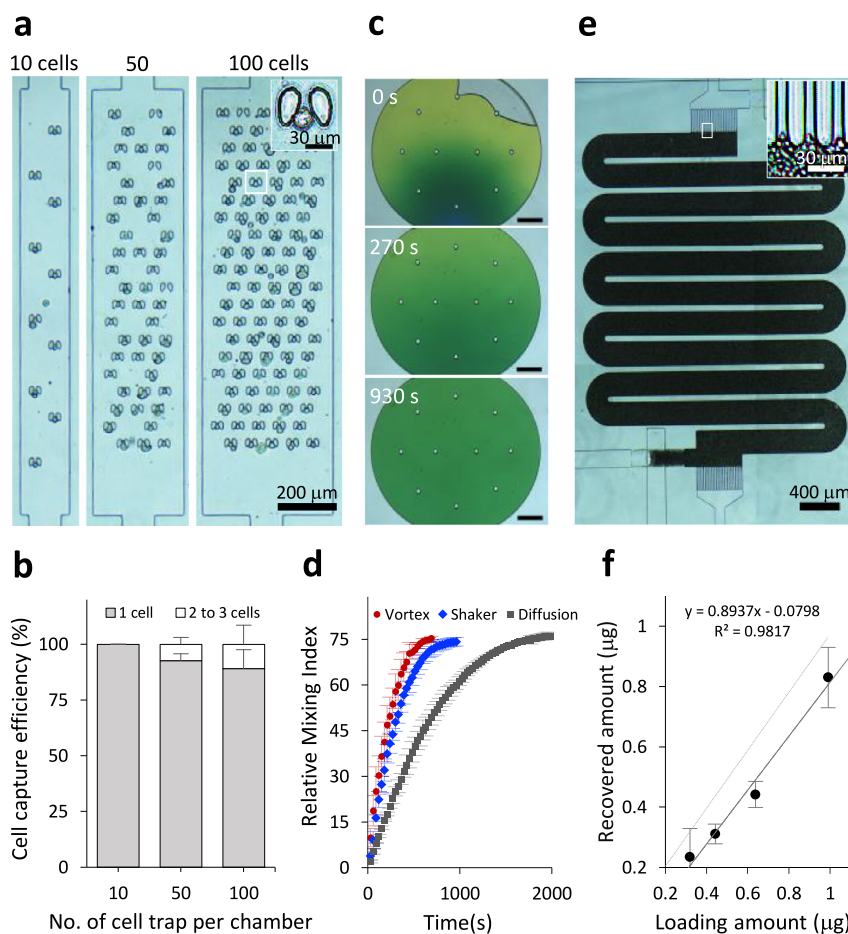 a
10 cells
50
100 cells
30 μm
200 μm
b
1 cell
2 to 3 cells
Cell capture efficiency (%)
100
75
50
25
0
10
50
100
No. of cell trap per chamber
c
0 s
270 s
930 s
d
Vortex
Shaker
Diffusion
Relative Mixing Index
75
60
45
30
15
0
0
1000
2000
Time(s)
e
30 μm
400 μm
f
y = 0.8937x - 0.0798
R² = 0.9817
Recovered amount (μg)
1
0.8
0.6
0.4
0.2
0.2
0.4
0.6
0.8
1
Loading amount (μg)